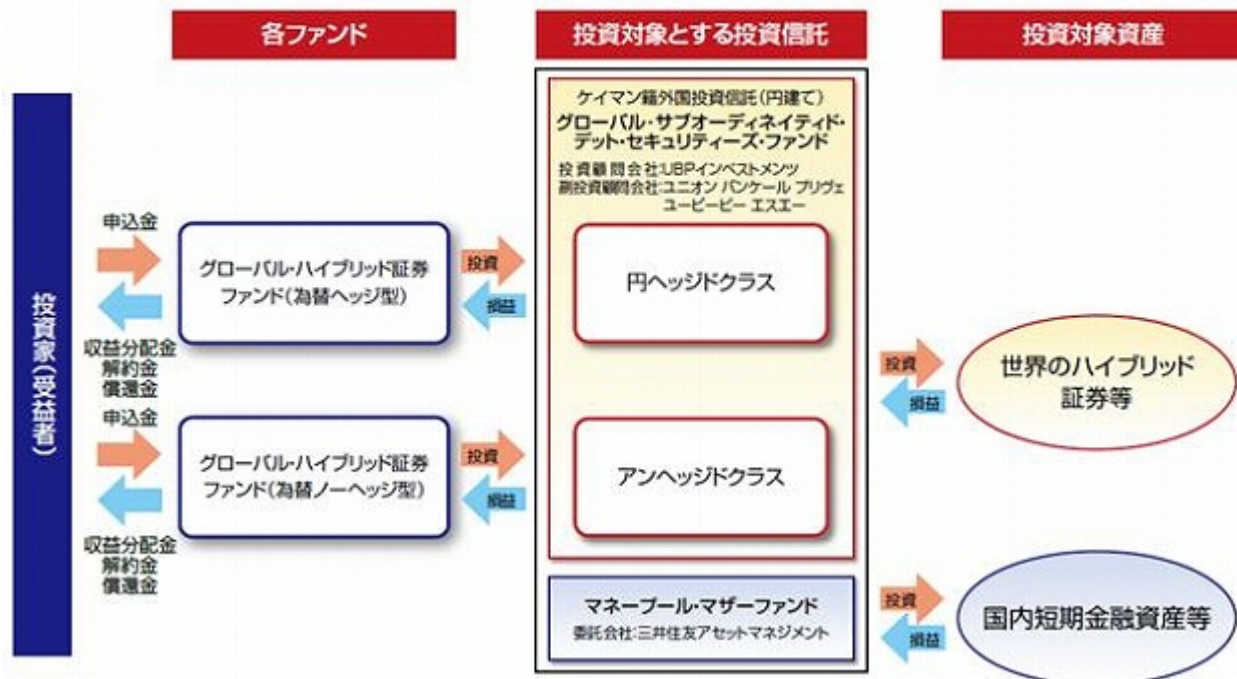 各ファンド
投資対象とする投資信託
投資対象資産
投資家(受益者)
申込金
収益分配金
解約金
償還金
申込金
収益分配金
解約金
償還金
グローバル・ハイブリッド証券
ファンド(為替ヘッジ型)
グローバル・ハイブリッド証券
ファンド(為替ノーヘッジ型)
投資
損益
投資
損益
ケイマン籍外国投資信託(円建て)
グローバル・サブオーディネイティド・
デット・セキュリティーズ・ファンド
投資顧問会社:UBPインベストメンツ
副投資顧問会社:ユニオン バンケール プリヴェ
ユービーピー エスエー
円ヘッジドクラス
アンヘッジドクラス
マネープール・マザーファンド
委託会社:三井住友アセットマネジメント
投資
損益
投資
損益
世界のハイブリッド
証券等
国内短期金融資産等